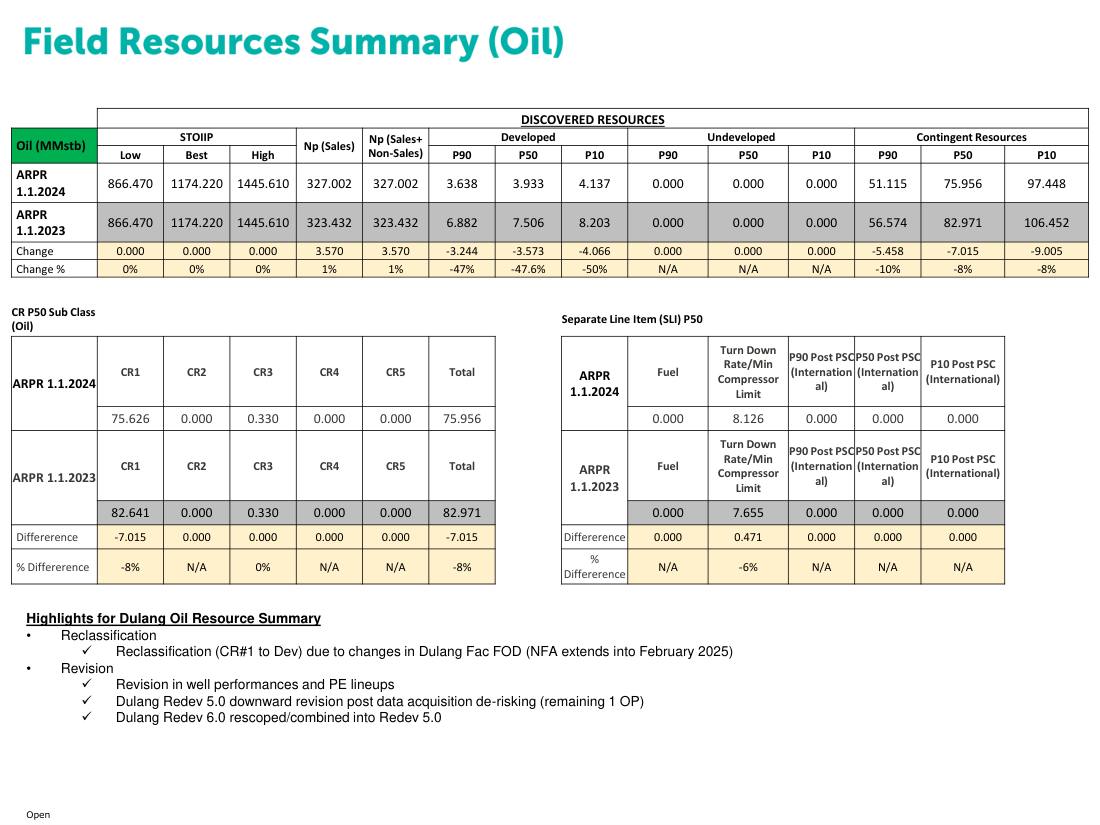 Field Resources Summary (Oil)
DISCOVERED RESOURCES
Oil (MMstb) STOIIP Np (Sales) Np (Sales+ Non-Sales) Developed Undeveloped Contingent Resources
Low Best High P90 P50 P10 P90 P50 P10 P90 P50 P10
ARPR 1.1.2024 866.470 1174.220 1445.610 327.002 327.002 3.638 3.933 4.137 0.000 0.000 0.000 51.115 75.956 97.448
ARPR 1.1.2023 866.470 1174.220 1445.610 323.432 323.432 6.882 7.506 8.203 0.000 0.000 0.000 56.574 82.971 106.452
Change 0.000 0.000 0.000 3.570 3.570 -3.244 -3.573 -4.066 0.000 0.000 0.000 -5.458 -7.015 -9.005
Change % 0% 0% 0% 1% 1% -47% -47.6% -50% N/A N/A N/A -10% -8% -8%
CR P50 Sub Class
(Oil)
ARPR 1.1.2024 CR1 CR2 CR3 CR4 CR5 Total
75.626 0.000 0.330 0.000 0.000 75.956
ARPR 1.1.2023 CR1 CR2 CR3 CR4 CR5 Total
82.641 0.000 0.330 0.000 0.000 82.971
Differerence -7.015 0.000 0.000 0.000 0.000 -7.015
% Differerence -8% N/A 0% N/A N/A -8%
Separate Line Item (SLI) P50
ARPR 1.1.2024 Fuel Turn Down Rate/Min Compressor Limit P90 Post PSC (International) P50 Post PSC (International) P10 Post PSC (International)
0.000 8.126 0.000 0.000 0.000
ARPR 1.1.2023 Fuel Turn Down Rate/Min Compressor Limit P90 Post PSC (International) P50 Post PSC (International) P10 Post PSC (International)
0.000 7.655 0.000 0.000 0.000
Differerence 0.000 0.471 0.000 0.000 0.000
% Differerence N/A -6% N/A N/A N/A
Highlights for Dulang Oil Resource Summary
• Reclassification
✓ Reclassification (CR#1 to Dev) due to changes in Dulang Fac FOD (NFA extends into February 2025)
• Revision
✓ Revision in well performances and PE lineups
✓ Dulang Redev 5.0 downward revision post data acquisition de-risking (remaining 1 OP)
✓ Dulang Redev 6.0 rescoped/combined into Redev 5.0
Open